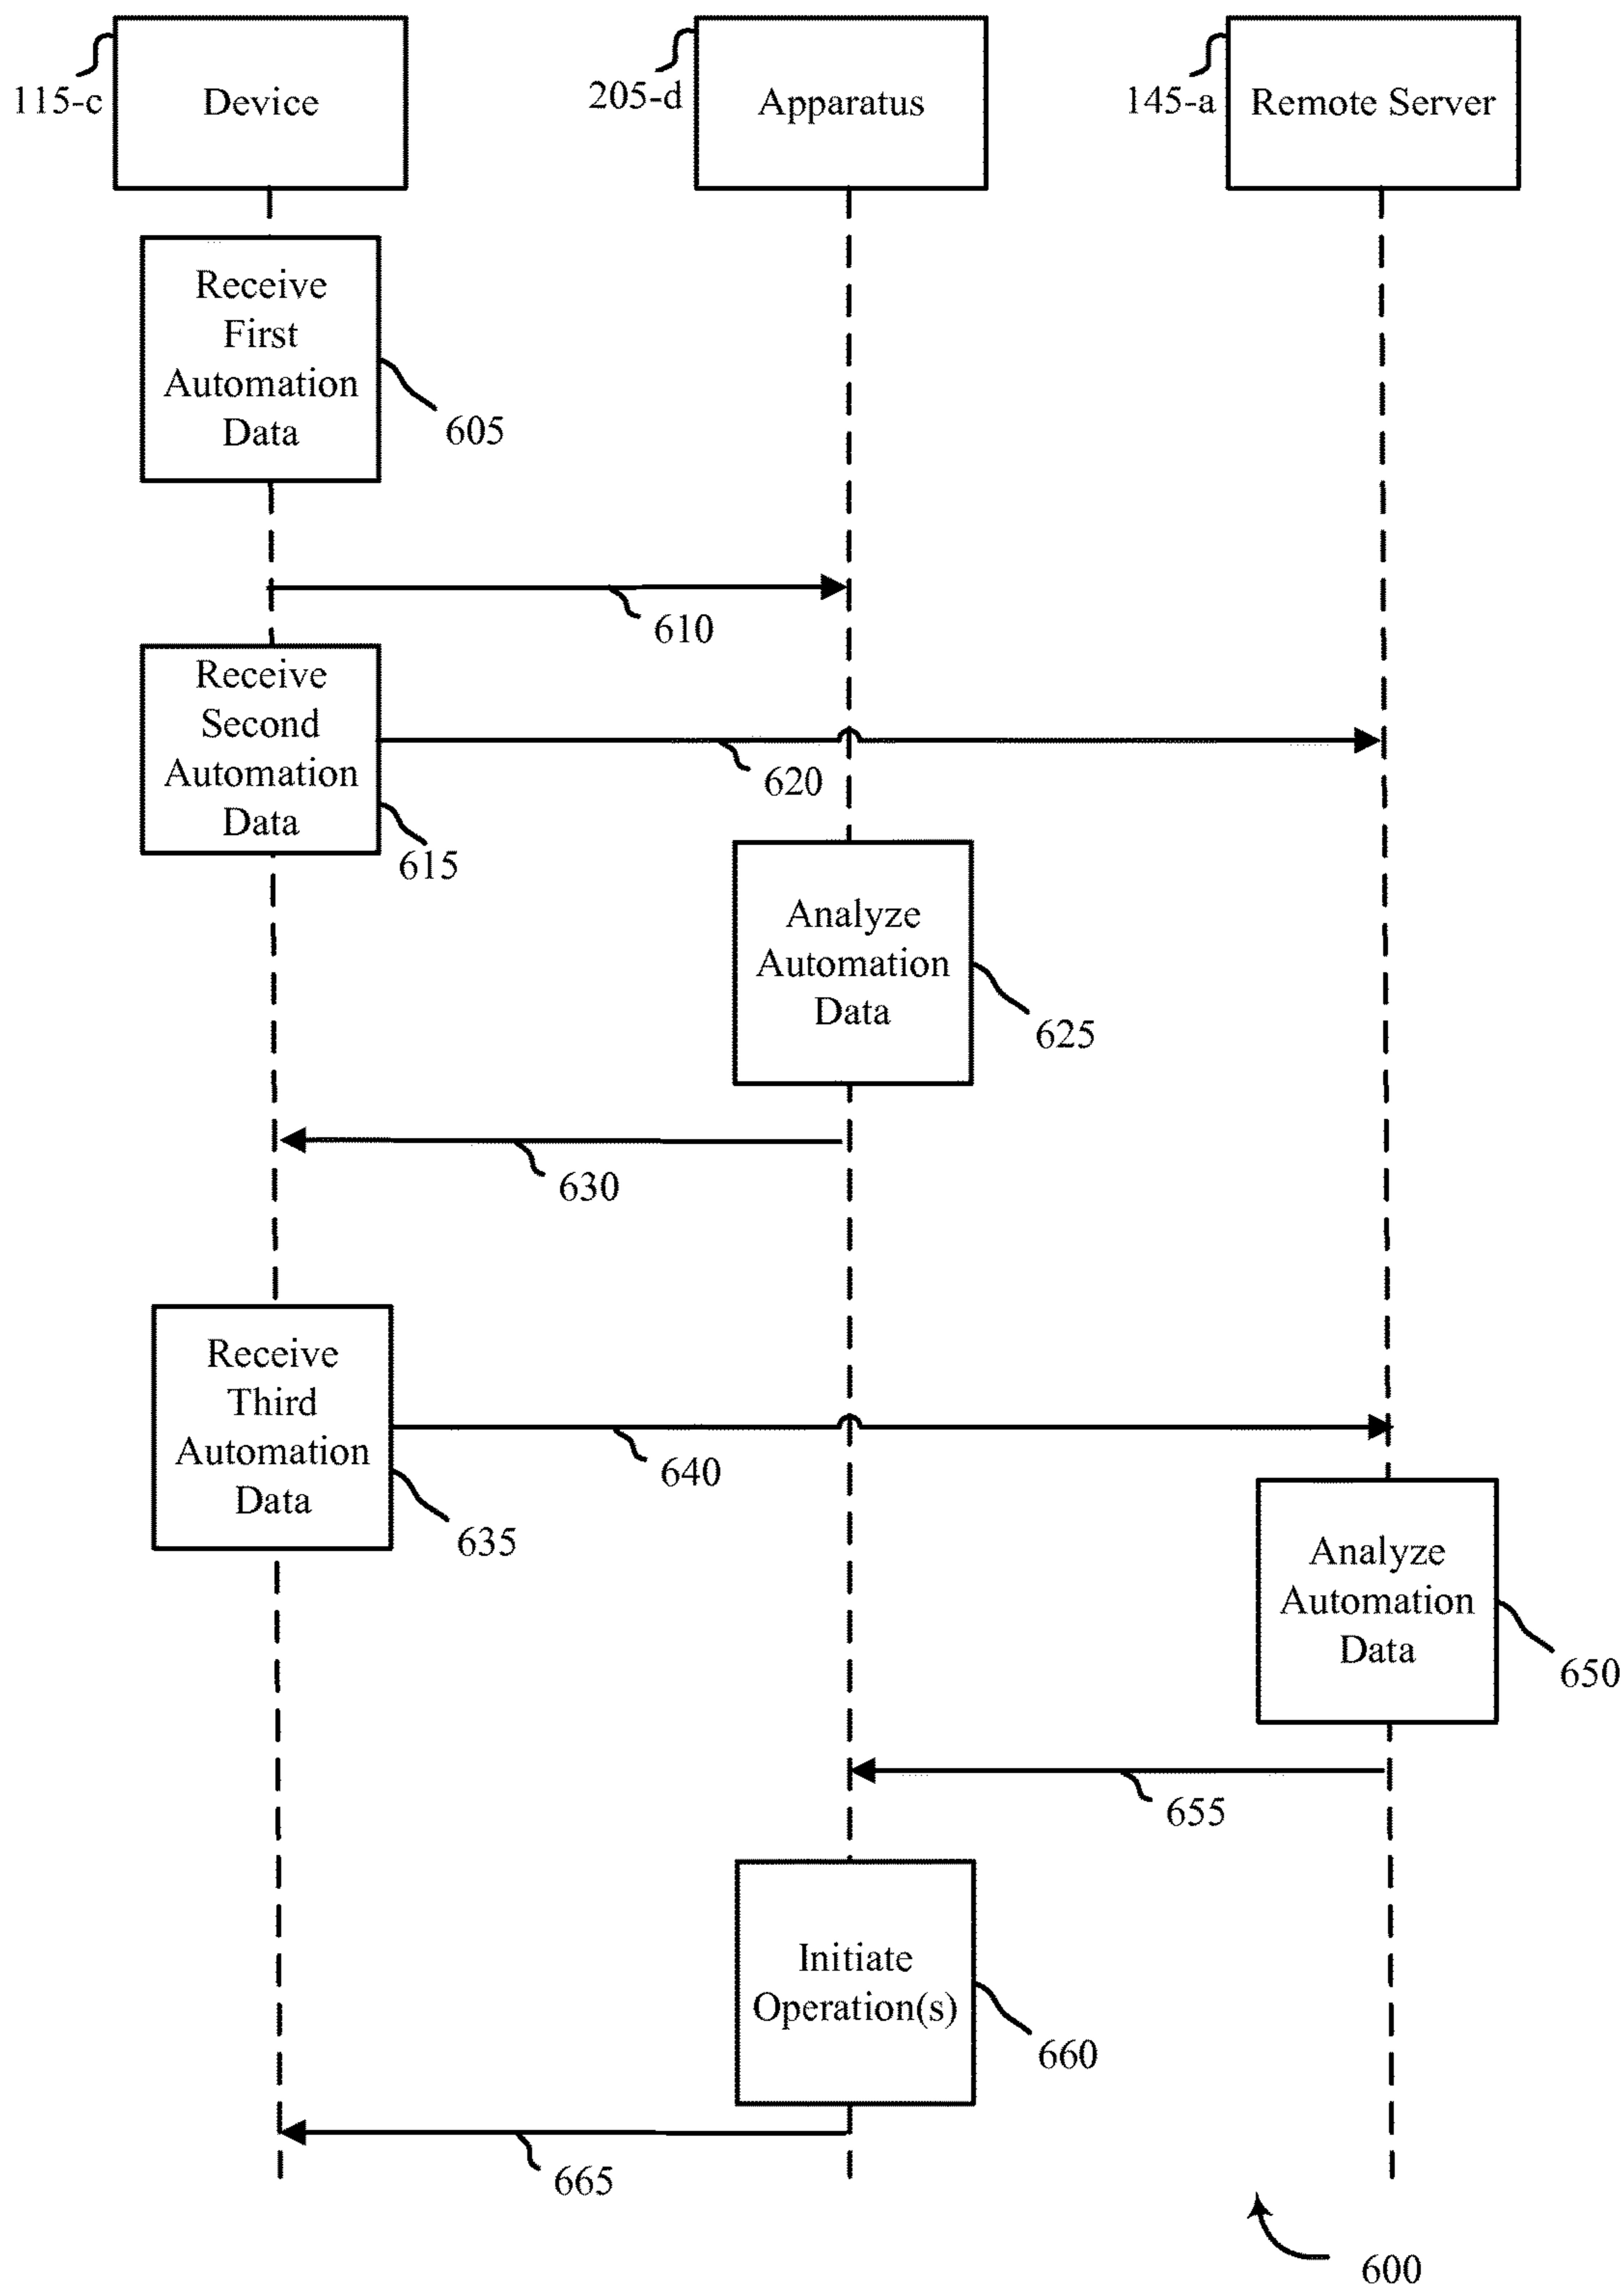 115-c
Device
205-d
Apparatus
145-a
Remote Server
Receive
First
Automation
Data
605
610
Receive
Second
Automation
Data
615
620
Analyze
Automation
Data
625
630
Receive
Third
Automation
Data
635
640
Analyze
Automation
Data
650
655
Initiate
Operation(s)
660
665
600